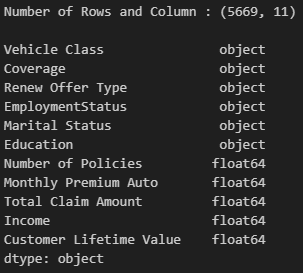 Number of Rows and Column : (5669, 11)
Vehicle Class object
Coverage object
Renew Offer Type object
EmploymentStatus object
Marital Status object
Education object
Number of Policies float64
Monthly Premium Auto float64
Total Claim Amount float64
Income float64
Customer Lifetime Value float64
dtype: object